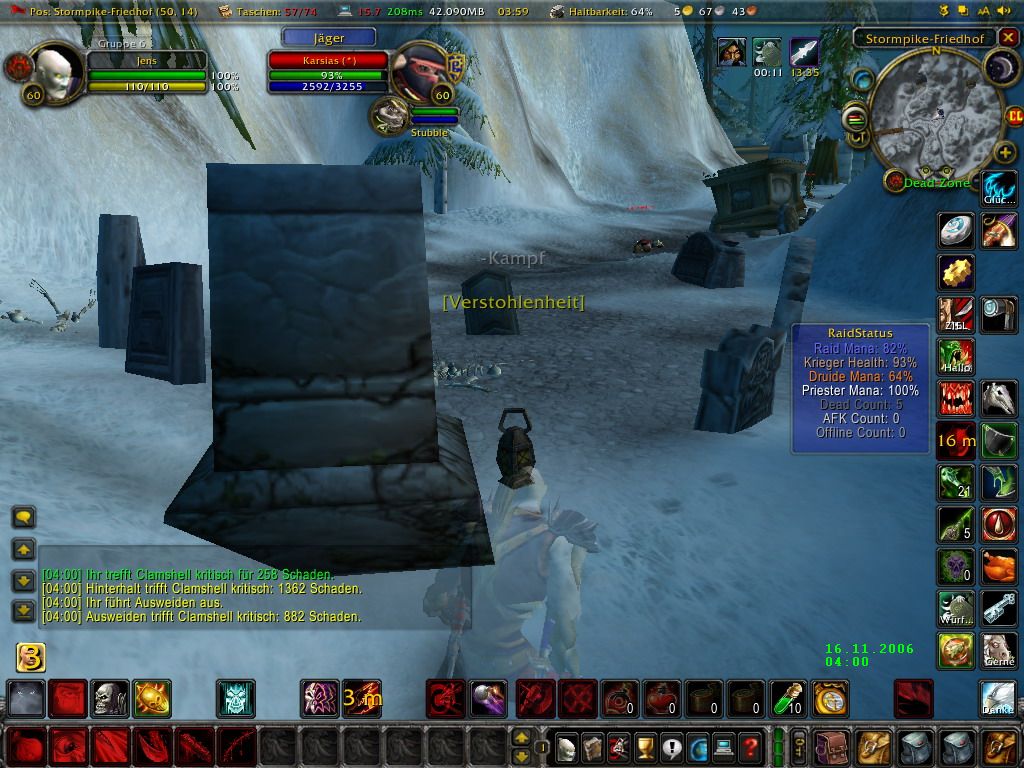 Pos: Stormpike-Friedhof (50, 14) Taschen: 57/74 15.7 208ms 42.090MB 03:59 Haltbarkeit: 64% 5 67 43
Gruppe 6
Jens
60
100%
110/110 100%
Jäger
Karsias (*)
93%
2592/3255
60
Stubble
00:11 13:35
Stormpike-Friedhof
N
CL
Dead Zone
-Kampf
[Verstohlenheit]
RaidStatus
Raid Mana: 82%
Krieger Health: 93%
Druide Mana: 64%
Priester Mana: 100%
Dead Count: 5
AFK Count: 0
Offline Count: 0
Glüc...
ZIEL
Hallo
16 m
21
5
0
Würf...
Gerne
[04:00] Ihr trefft Clamshell kritisch für 258 Schaden.
[04:00] Hinterhalt trifft Clamshell kritisch: 1362 Schaden.
[04:00] Ihr führt Ausweiden aus.
[04:00] Ausweiden trifft Clamshell kritisch: 882 Schaden.
16.11.2006
04:00
3
3 m
0 0 0 0 10
Danke
1